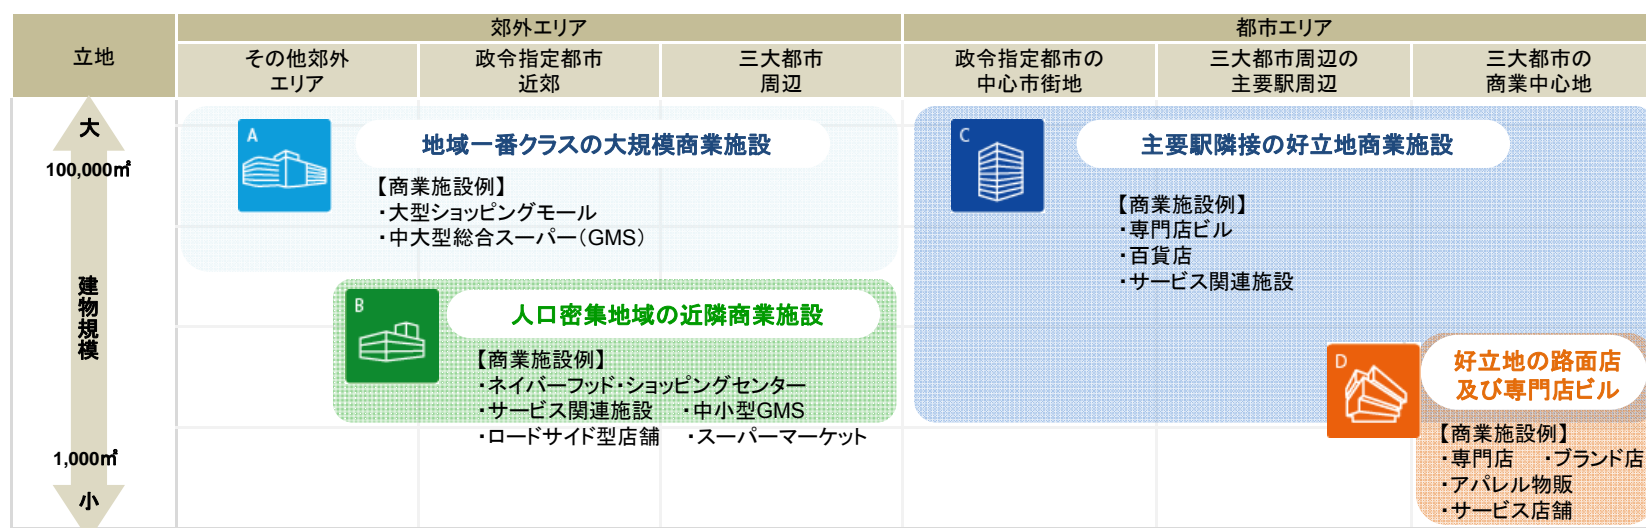 立地
郊外エリア
都市エリア
その他郊外
エリア
政令指定都市
近郊
三大都市
周辺
政令指定都市の
中心市街地
三大都市周辺の
主要駅周辺
三大都市の
商業中心地
大
100,000㎡
建物規模
1,000㎡
小
A
地域一番クラスの大規模商業施設
【商業施設例】
・大型ショッピングモール
・中大型総合スーパー(GMS)
B
人口密集地域の近隣商業施設
【商業施設例】
・ネイバーフッド・ショッピングセンター
・サービス関連施設 ・中小型GMS
・ロードサイド型店舗 ・スーパーマーケット
C
主要駅隣接の好立地商業施設
【商業施設例】
・専門店ビル
・百貨店
・サービス関連施設
D
好立地の路面店
及び専門店ビル
【商業施設例】
・専門店 ・ブランド店
・アパレル物販
・サービス店舗